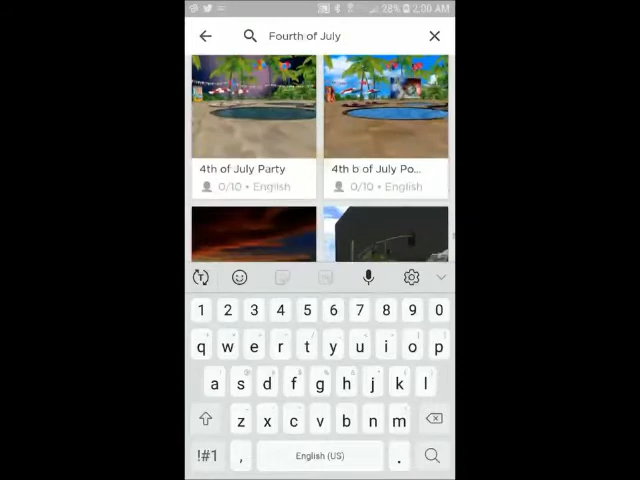 28% 2:00 AM
Fourth of July
4th of July Party
4th b of July Po...
0/10 • English
0/10 • English
1 2 3 4 5 6 7 8 9 0
q w e r t y u i o p
a s d f g h j k l
z x c v b n m
!#1 , English (US) .